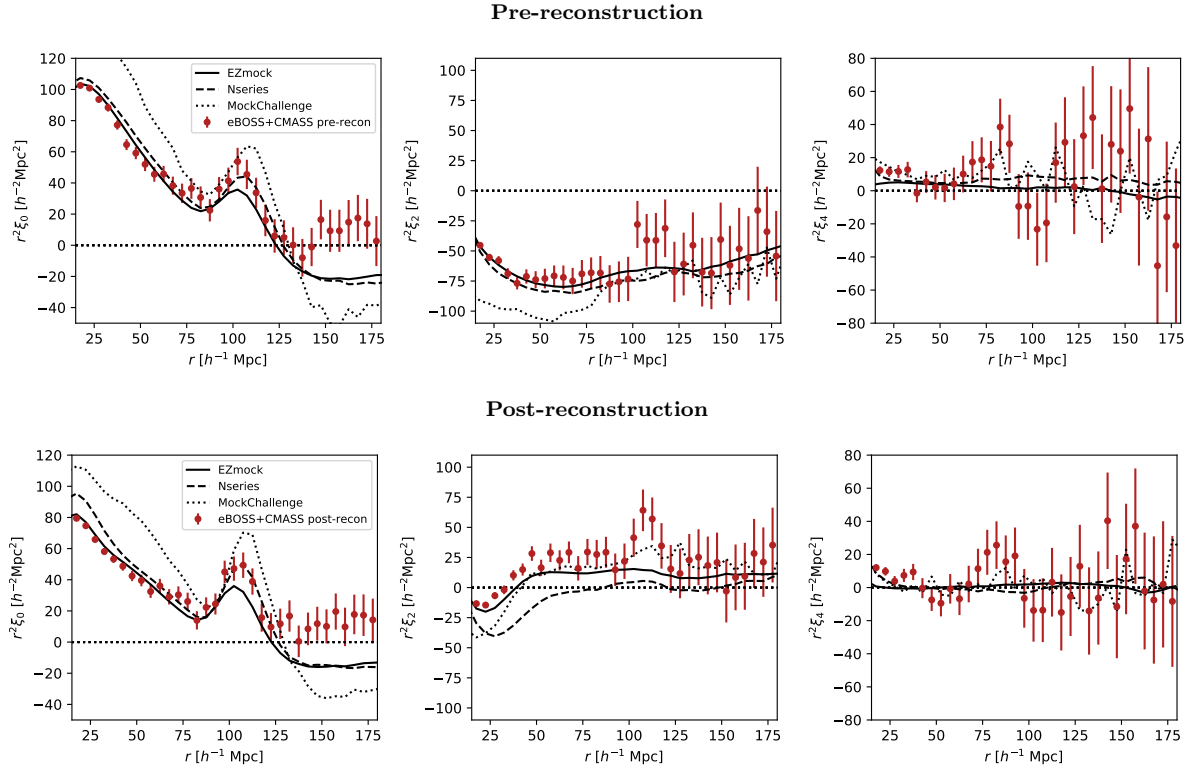 Pre-reconstruction
120
100
80
60
40
20
0
−20
−40
r²ξ₀ [h⁻²Mpc²]
EZmock
Nseries
MockChallenge
eBOSS+CMASS pre-recon
25 50 75 100 125 150 175
r [h⁻¹ Mpc]
100
75
50
25
0
−25
−50
−75
−100
r²ξ₂ [h⁻²Mpc²]
25 50 75 100 125 150 175
r [h⁻¹ Mpc]
80
60
40
20
0
−20
−40
−60
−80
r²ξ₄ [h⁻²Mpc²]
25 50 75 100 125 150 175
r [h⁻¹ Mpc]
Post-reconstruction
120
100
80
60
40
20
0
−20
−40
r²ξ₀ [h⁻²Mpc²]
EZmock
Nseries
MockChallenge
eBOSS+CMASS post-recon
25 50 75 100 125 150 175
r [h⁻¹ Mpc]
100
75
50
25
0
−25
−50
−75
−100
r²ξ₂ [h⁻²Mpc²]
25 50 75 100 125 150 175
r [h⁻¹ Mpc]
80
60
40
20
0
−20
−40
−60
−80
r²ξ₄ [h⁻²Mpc²]
25 50 75 100 125 150 175
r [h⁻¹ Mpc]